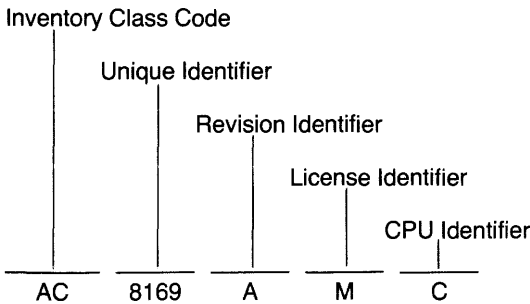 Inventory Class Code
Unique Identifier
Revision Identifier
License Identifier
CPU Identifier
AC 8169 A M C